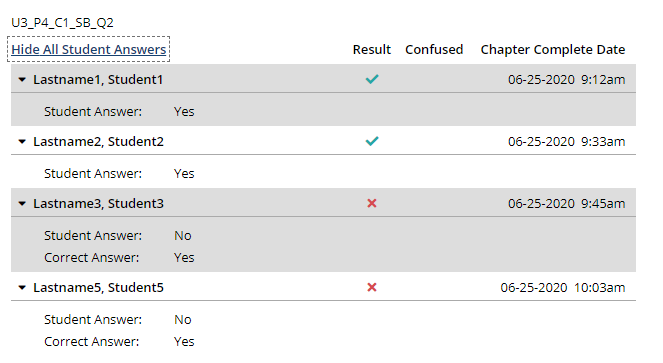 U3_P4_C1_SB_Q2
Hide All Student Answers Result Confused Chapter Complete Date
Lastname1, Student1 06-25-2020 9:12am
Student Answer: Yes
Lastname2, Student2 06-25-2020 9:33am
Student Answer: Yes
Lastname3, Student3 06-25-2020 9:45am
Student Answer: No
Correct Answer: Yes
Lastname5, Student5 06-25-2020 10:03am
Student Answer: No
Correct Answer: Yes